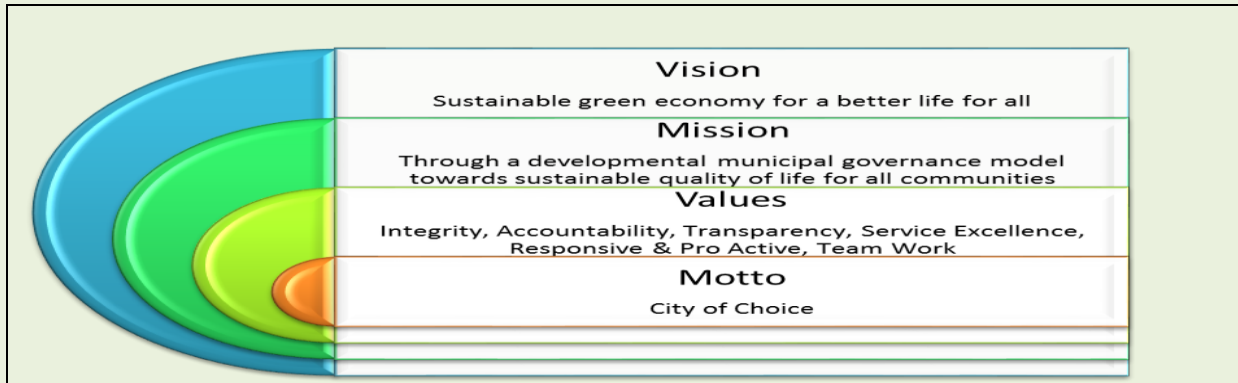 Vision
Sustainable green economy for a better life for all
Mission
Through a developmental municipal governance model
towards sustainable quality of life for all communities
Values
Integrity, Accountability, Transparency, Service Excellence,
Responsive & Pro Active, Team Work
Motto
City of Choice